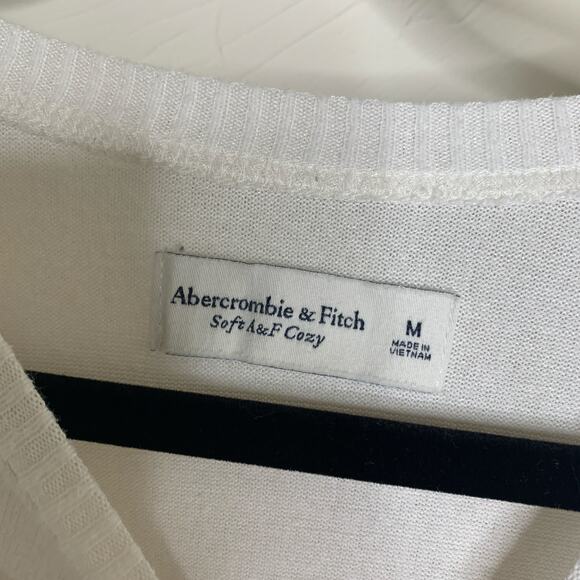 Abercrombie & Fitch
Soft A&F Cozy
M
MADE IN
VIETNAM